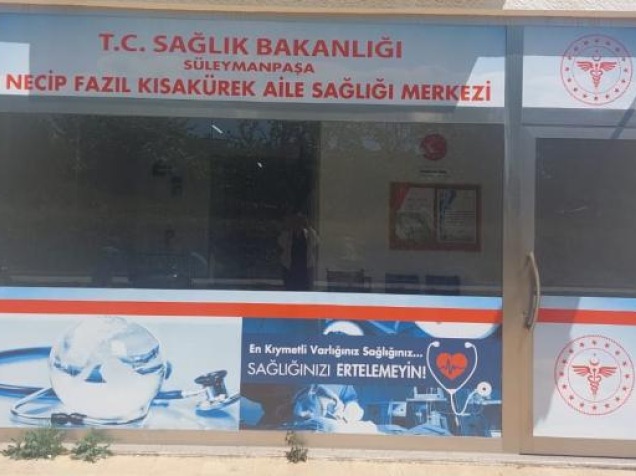 T.C. SAĞLIK BAKANLIĞI
SÜLEYMANPAŞA
NECİP FAZIL KISAKÜREK AİLE SAĞLIĞI MERKEZİ
En Kıymetli Varlığınız Sağlığınız...
SAĞLIĞINIZI ERTELEMEYİN!